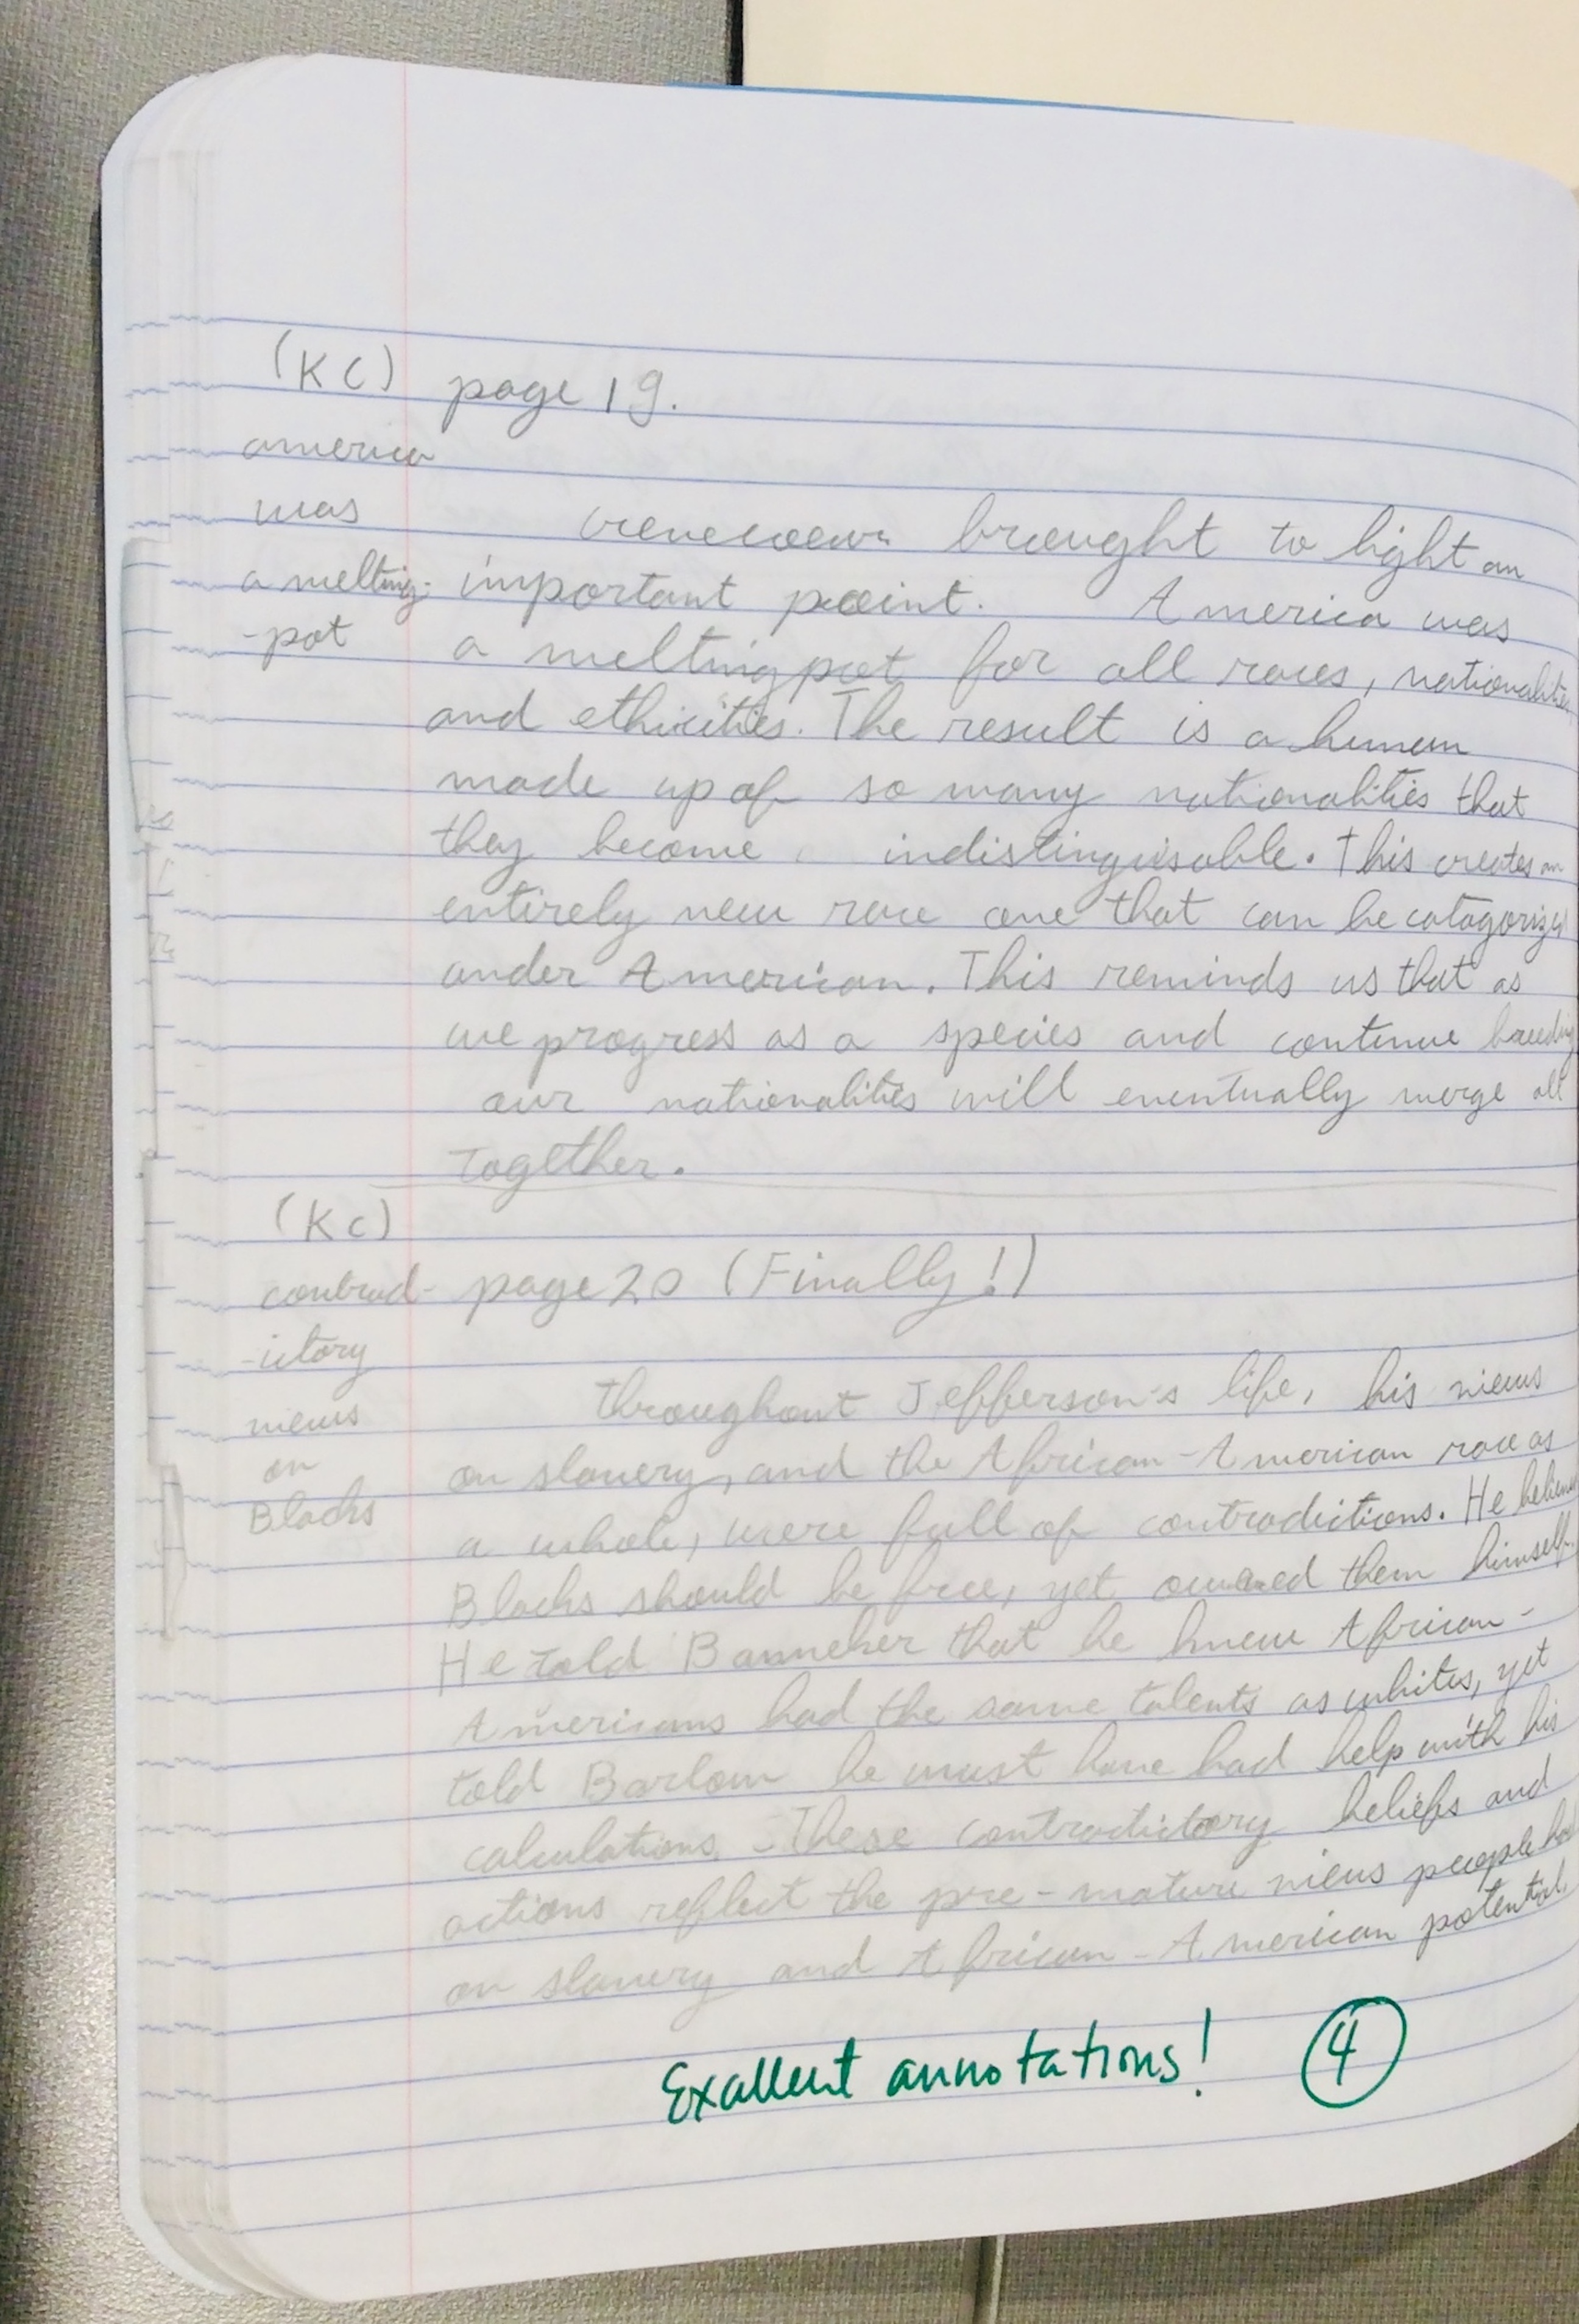 (KC) page 19.
america
was
a melting-
-pot
brought to light an
important point. America was
a meltingpot for all races, nationalities
and ethicities. The result is a human
made up of so many nationalities that
they become indistinguisable. This creates an
entirely new race one that can be catagorized
under American. This reminds us that as
we progress as a species and continue breeding
our nationalities will eventually merge all
together.
(KC)
contrad-
-ictory
views
on
Blacks
page 20 (Finally!)
Throughout Jefferson's life, his views
on slavery, and the African-American race as
a whole, were full of contradictions. He believed
Blacks should be free, yet owned them himself.
He told Banneker that he knew African-
Americans had the same talents as whites, yet
told Barlow he must have had help with his
calculations. These contradictory beliefs and
actions reflect the pre-mature views people had
on slavery and African-American potential.
Excellent annotations! 4